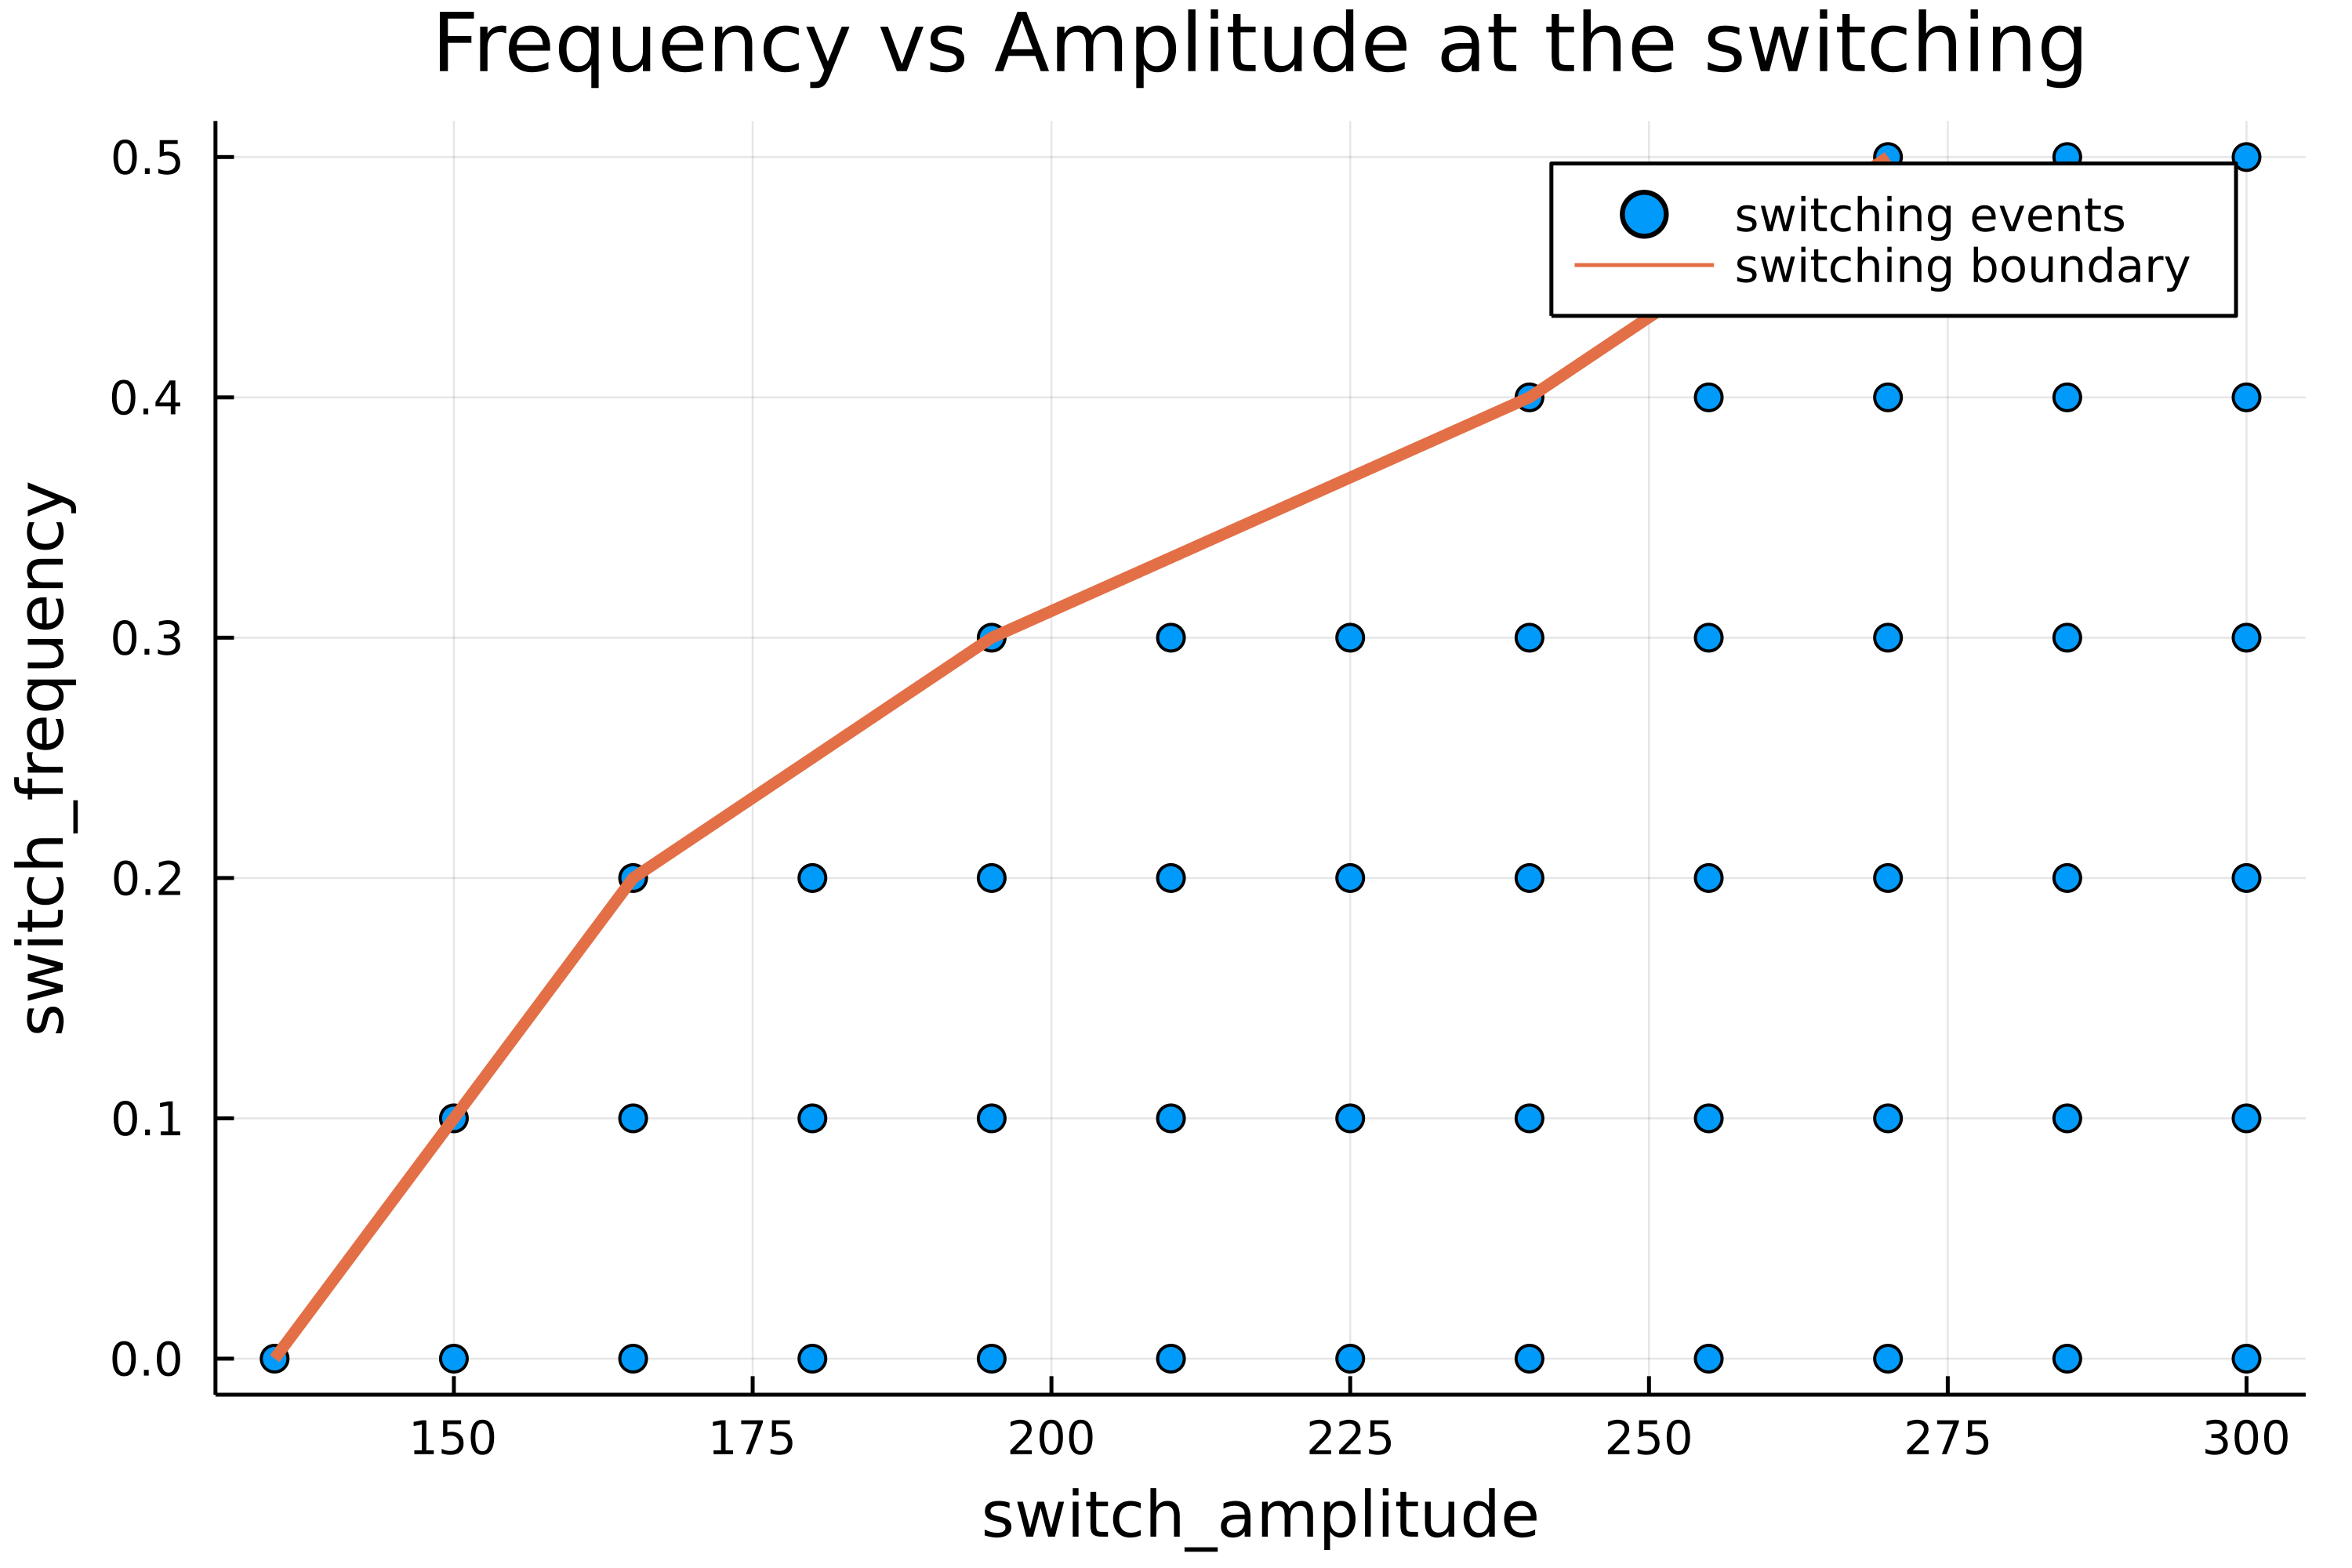 Frequency vs Amplitude at the switching
switching events
switching boundary
switch_frequency
0.5
0.4
0.3
0.2
0.1
0.0
150 175 200 225 250 275 300
switch_amplitude